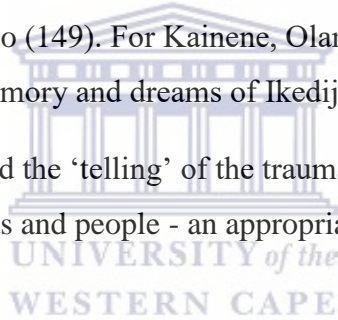 o (149). For Kainene, Olan
mory and dreams of Ikedij
d the ‘telling’ of the trauma
s and people - an appropria
UNIVERSITY of the
WESTERN CAPE